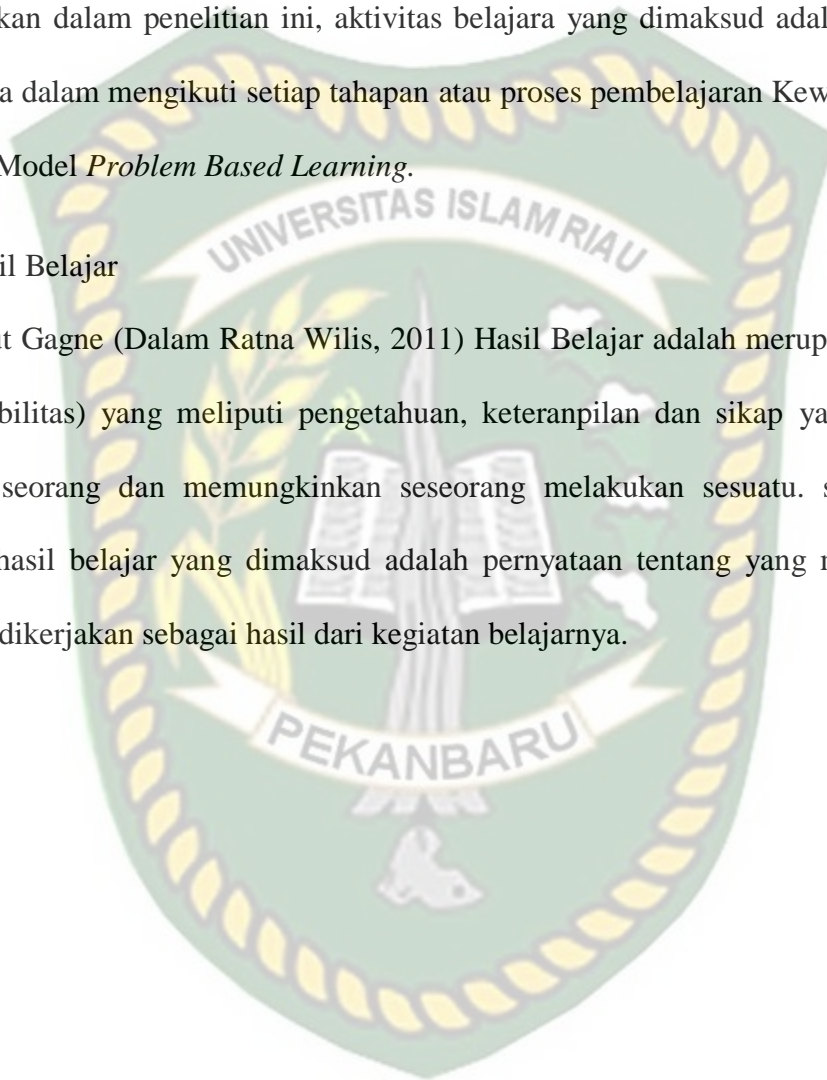 kan dalam penelitian ini, aktivitas belajara yang dimaksud adal
a dalam mengikuti setiap tahapan atau proses pembelajaran Kew
Model Problem Based Learning.
UNIVERSITAS ISLAM RIAU
il Belajar
ut Gagne (Dalam Ratna Wilis, 2011) Hasil Belajar adalah merup
bilitas) yang meliputi pengetahuan, keteranpilan dan sikap ya
seorang dan memungkinkan seseorang melakukan sesuatu. s
hasil belajar yang dimaksud adalah pernyataan tentang yang
dikerjakan sebagai hasil dari kegiatan belajarnya.
PEKANBARU